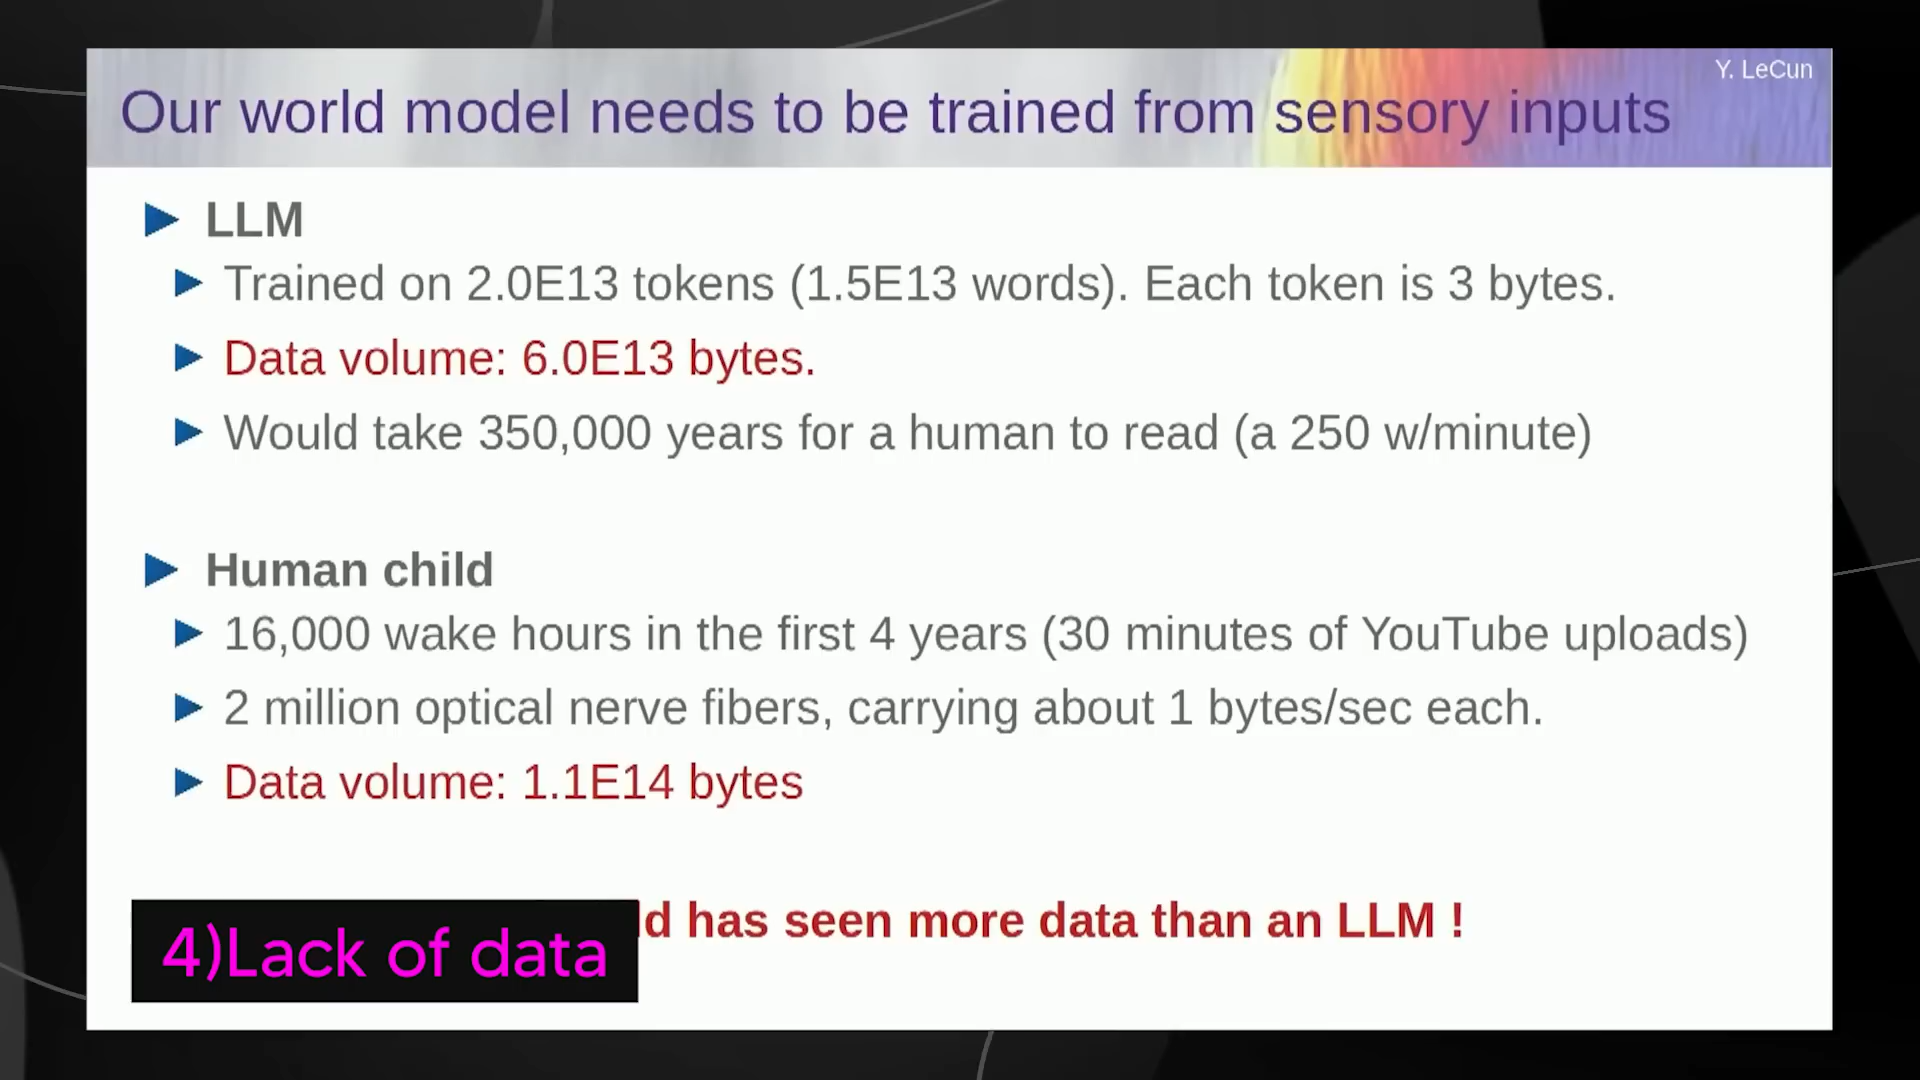 Y. LeCun
Our world model needs to be trained from sensory inputs
LLM
Trained on 2.0E13 tokens (1.5E13 words). Each token is 3 bytes.
Data volume: 6.0E13 bytes.
Would take 350,000 years for a human to read (a 250 w/minute)
Human child
16,000 wake hours in the first 4 years (30 minutes of YouTube uploads)
2 million optical nerve fibers, carrying about 1 bytes/sec each.
Data volume: 1.1E14 bytes
has seen more data than an LLM !
4)Lack of data